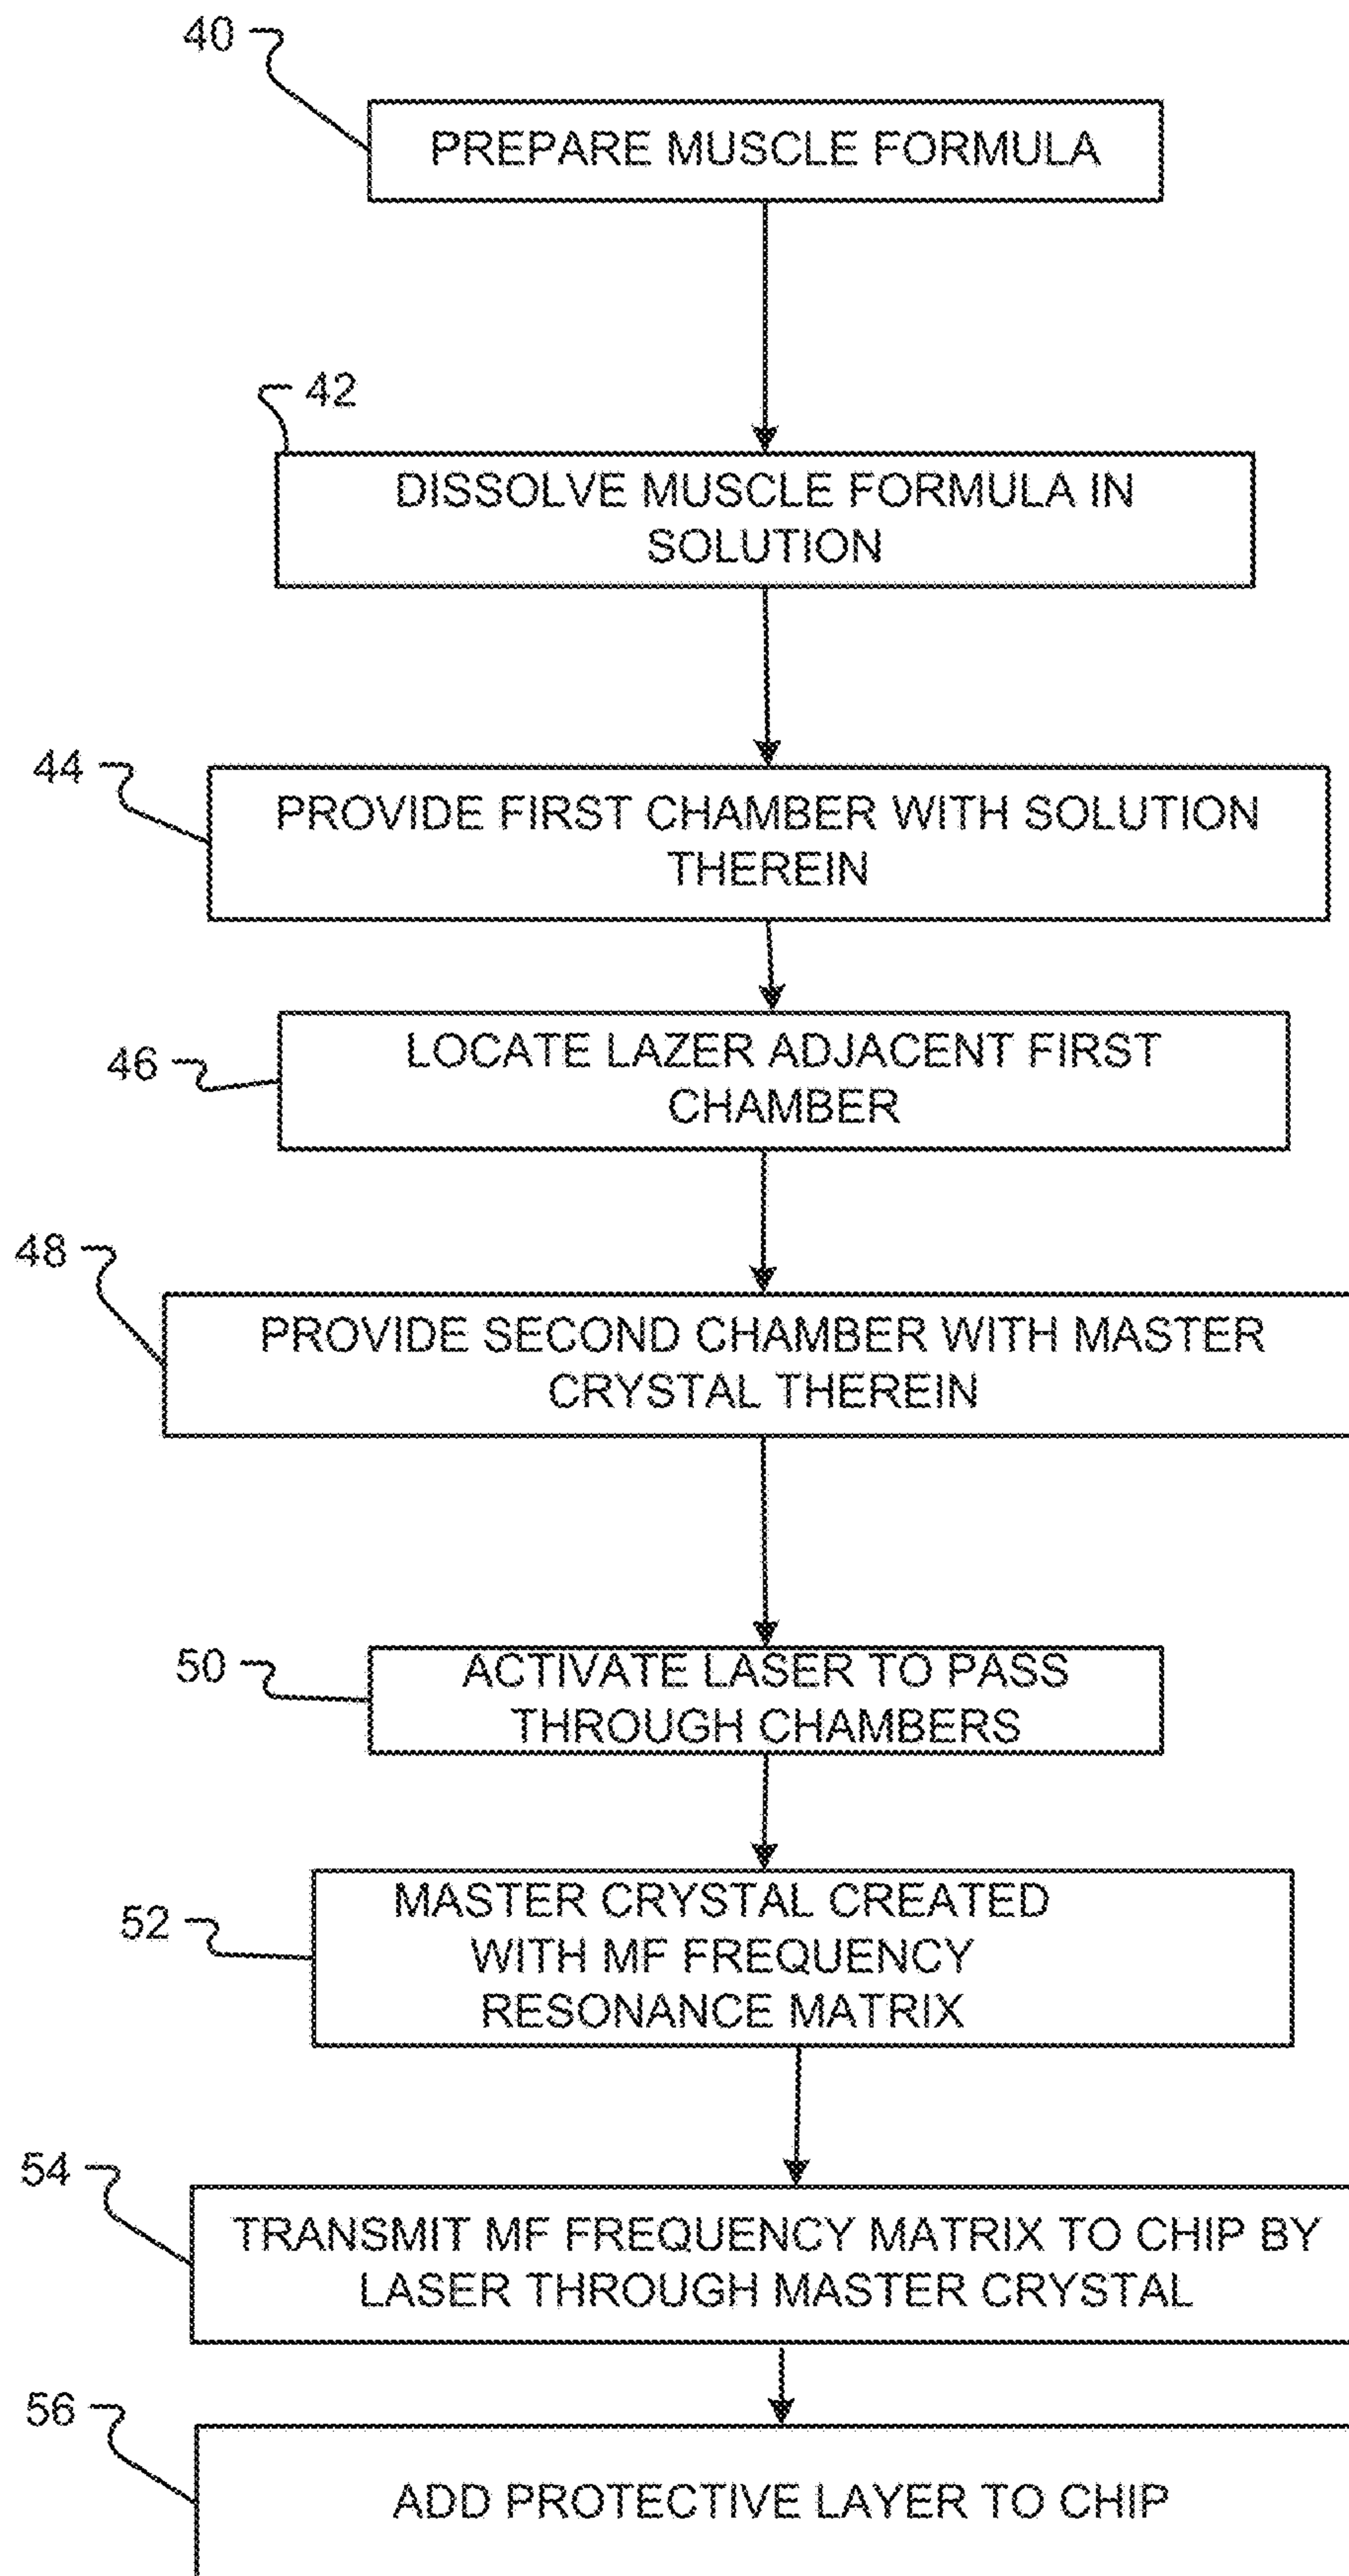 40
PREPARE MUSCLE FORMULA
42
DISSOLVE MUSCLE FORMULA IN
SOLUTION
44
PROVIDE FIRST CHAMBER WITH SOLUTION
THEREIN
46
LOCATE LAZER ADJACENT FIRST
CHAMBER
48
PROVIDE SECOND CHAMBER WITH MASTER
CRYSTAL THEREIN
50
ACTIVATE LASER TO PASS
THROUGH CHAMBERS
52
MASTER CRYSTAL CREATED
WITH MF FREQUENCY
RESONANCE MATRIX
54
TRANSMIT MF FREQUENCY MATRIX TO CHIP BY
LASER THROUGH MASTER CRYSTAL
56
ADD PROTECTIVE LAYER TO CHIP